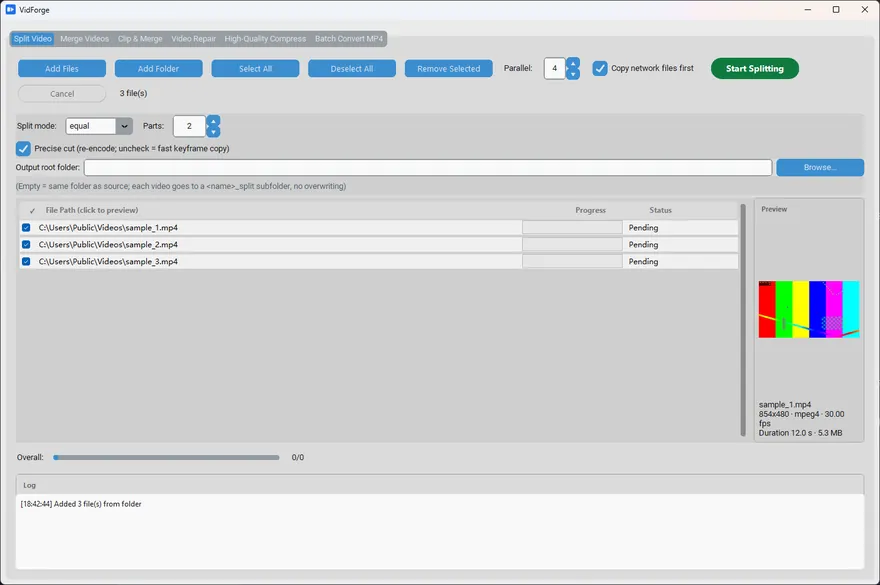 VidForge
Split Video Merge Videos Clip & Merge Video Repair High-Quality Compress Batch Convert MP4
Add Files Add Folder Select All Deselect All Remove Selected Parallel: 4 Copy network files first Start Splitting
Cancel 3 file(s)
Split mode: equal Parts: 2
Precise cut (re-encode; uncheck = fast keyframe copy)
Output root folder: Browse...
(Empty = same folder as source; each video goes to a <name>_split subfolder, no overwriting)
✓ File Path (click to preview) Progress Status
C:\Users\Public\Videos\sample_1.mp4 Pending
C:\Users\Public\Videos\sample_2.mp4 Pending
C:\Users\Public\Videos\sample_3.mp4 Pending
Preview
sample_1.mp4
854x480 · mpeg4 · 30.00
fps
Duration 12.0 s · 5.3 MB
Overall: 0/0
Log
[18:42:44] Added 3 file(s) from folder